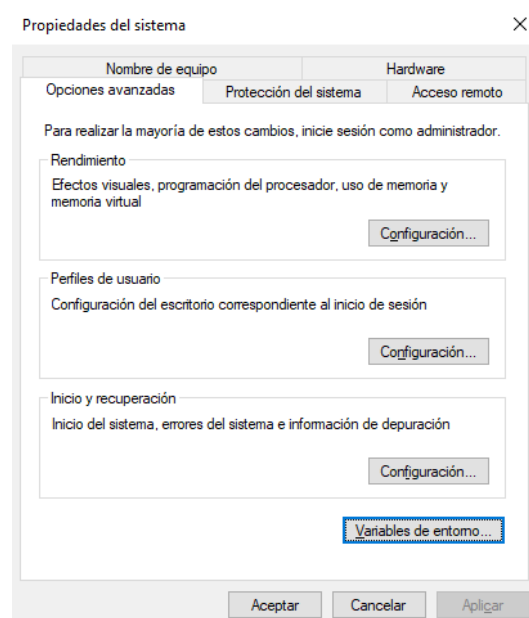 Propiedades del sistema
Nombre de equipo Hardware
Opciones avanzadas Protección del sistema Acceso remoto
Para realizar la mayoría de estos cambios, inicie sesión como administrador.
Rendimiento
Efectos visuales, programación del procesador, uso de memoria y
memoria virtual
Configuración...
Perfiles de usuario
Configuración del escritorio correspondiente al inicio de sesión
Configuración...
Inicio y recuperación
Inicio del sistema, errores del sistema e información de depuración
Configuración...
Variables de entorno...
Aceptar Cancelar Aplicar